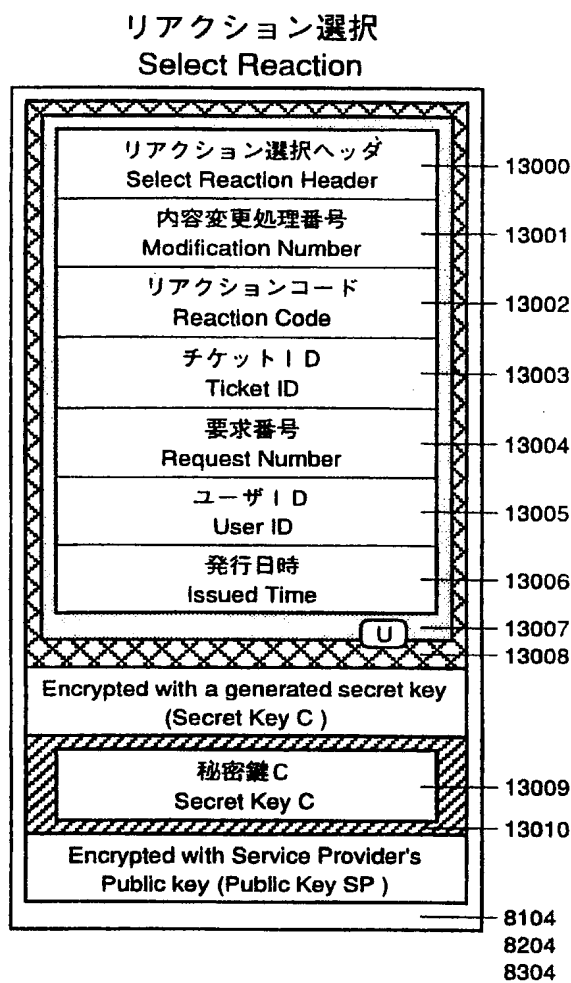 リアクション選択
Select Reaction
リアクション選択ヘッダ
Select Reaction Header
13000
内容変更処理番号
Modification Number
13001
リアクションコード
Reaction Code
13002
チケットID
Ticket ID
13003
要求番号
Request Number
13004
ユーザID
User ID
13005
発行日時
Issued Time
13006
13007
U
13008
Encrypted with a generated secret key
(Secret Key C )
秘密鍵C
Secret Key C
13009
13010
Encrypted with Service Provider's
Public key (Public Key SP )
8104
8204
8304